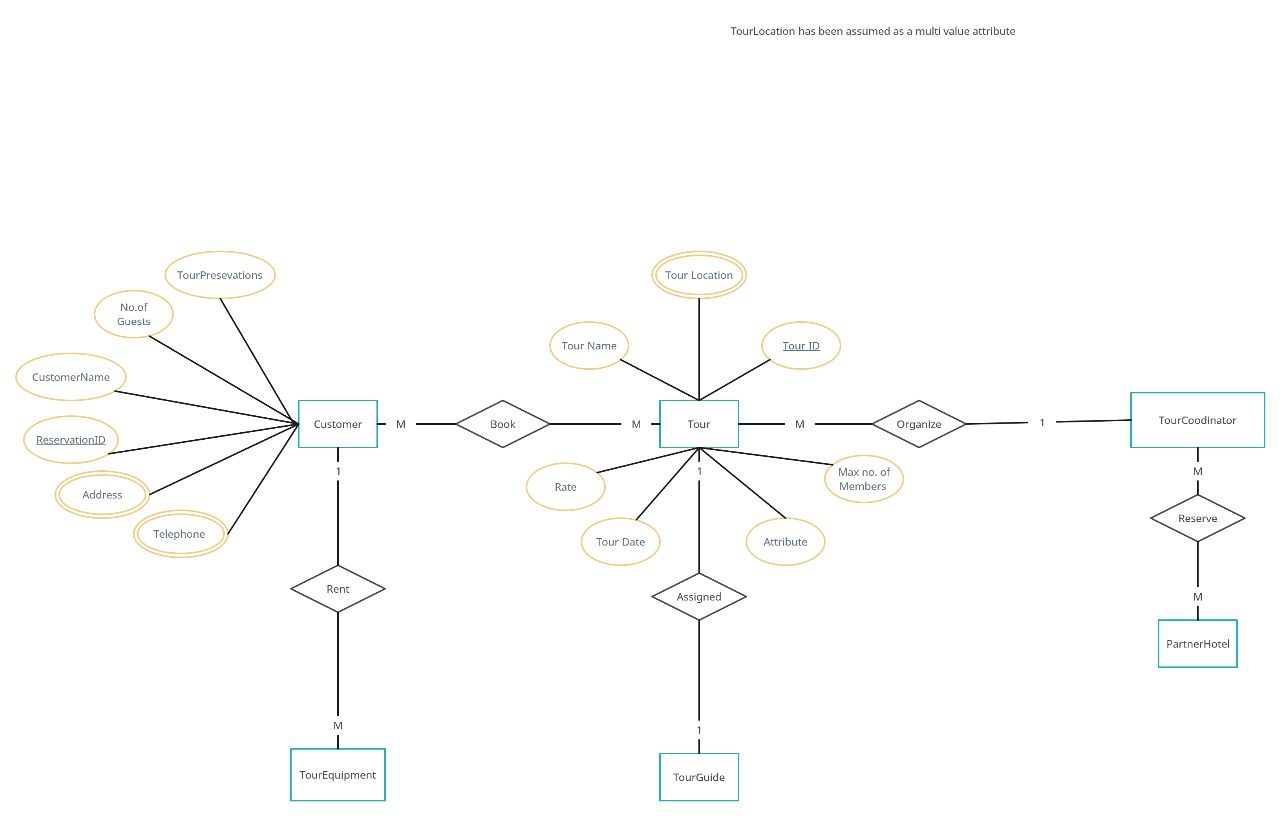 TourLocation has been assumed as a multi value attribute
TourPresevations
Tour Location
No.of
Guests
Tour Name
Tour ID
CustomerName
Customer
M
Book
M
Tour
M
Organize
1
TourCoodinator
ReservationID
1
1
Max no. of
Members
M
Rate
Address
Reserve
Telephone
Tour Date
Attribute
Rent
Assigned
M
PartnerHotel
M
1
TourEquipment
TourGuide